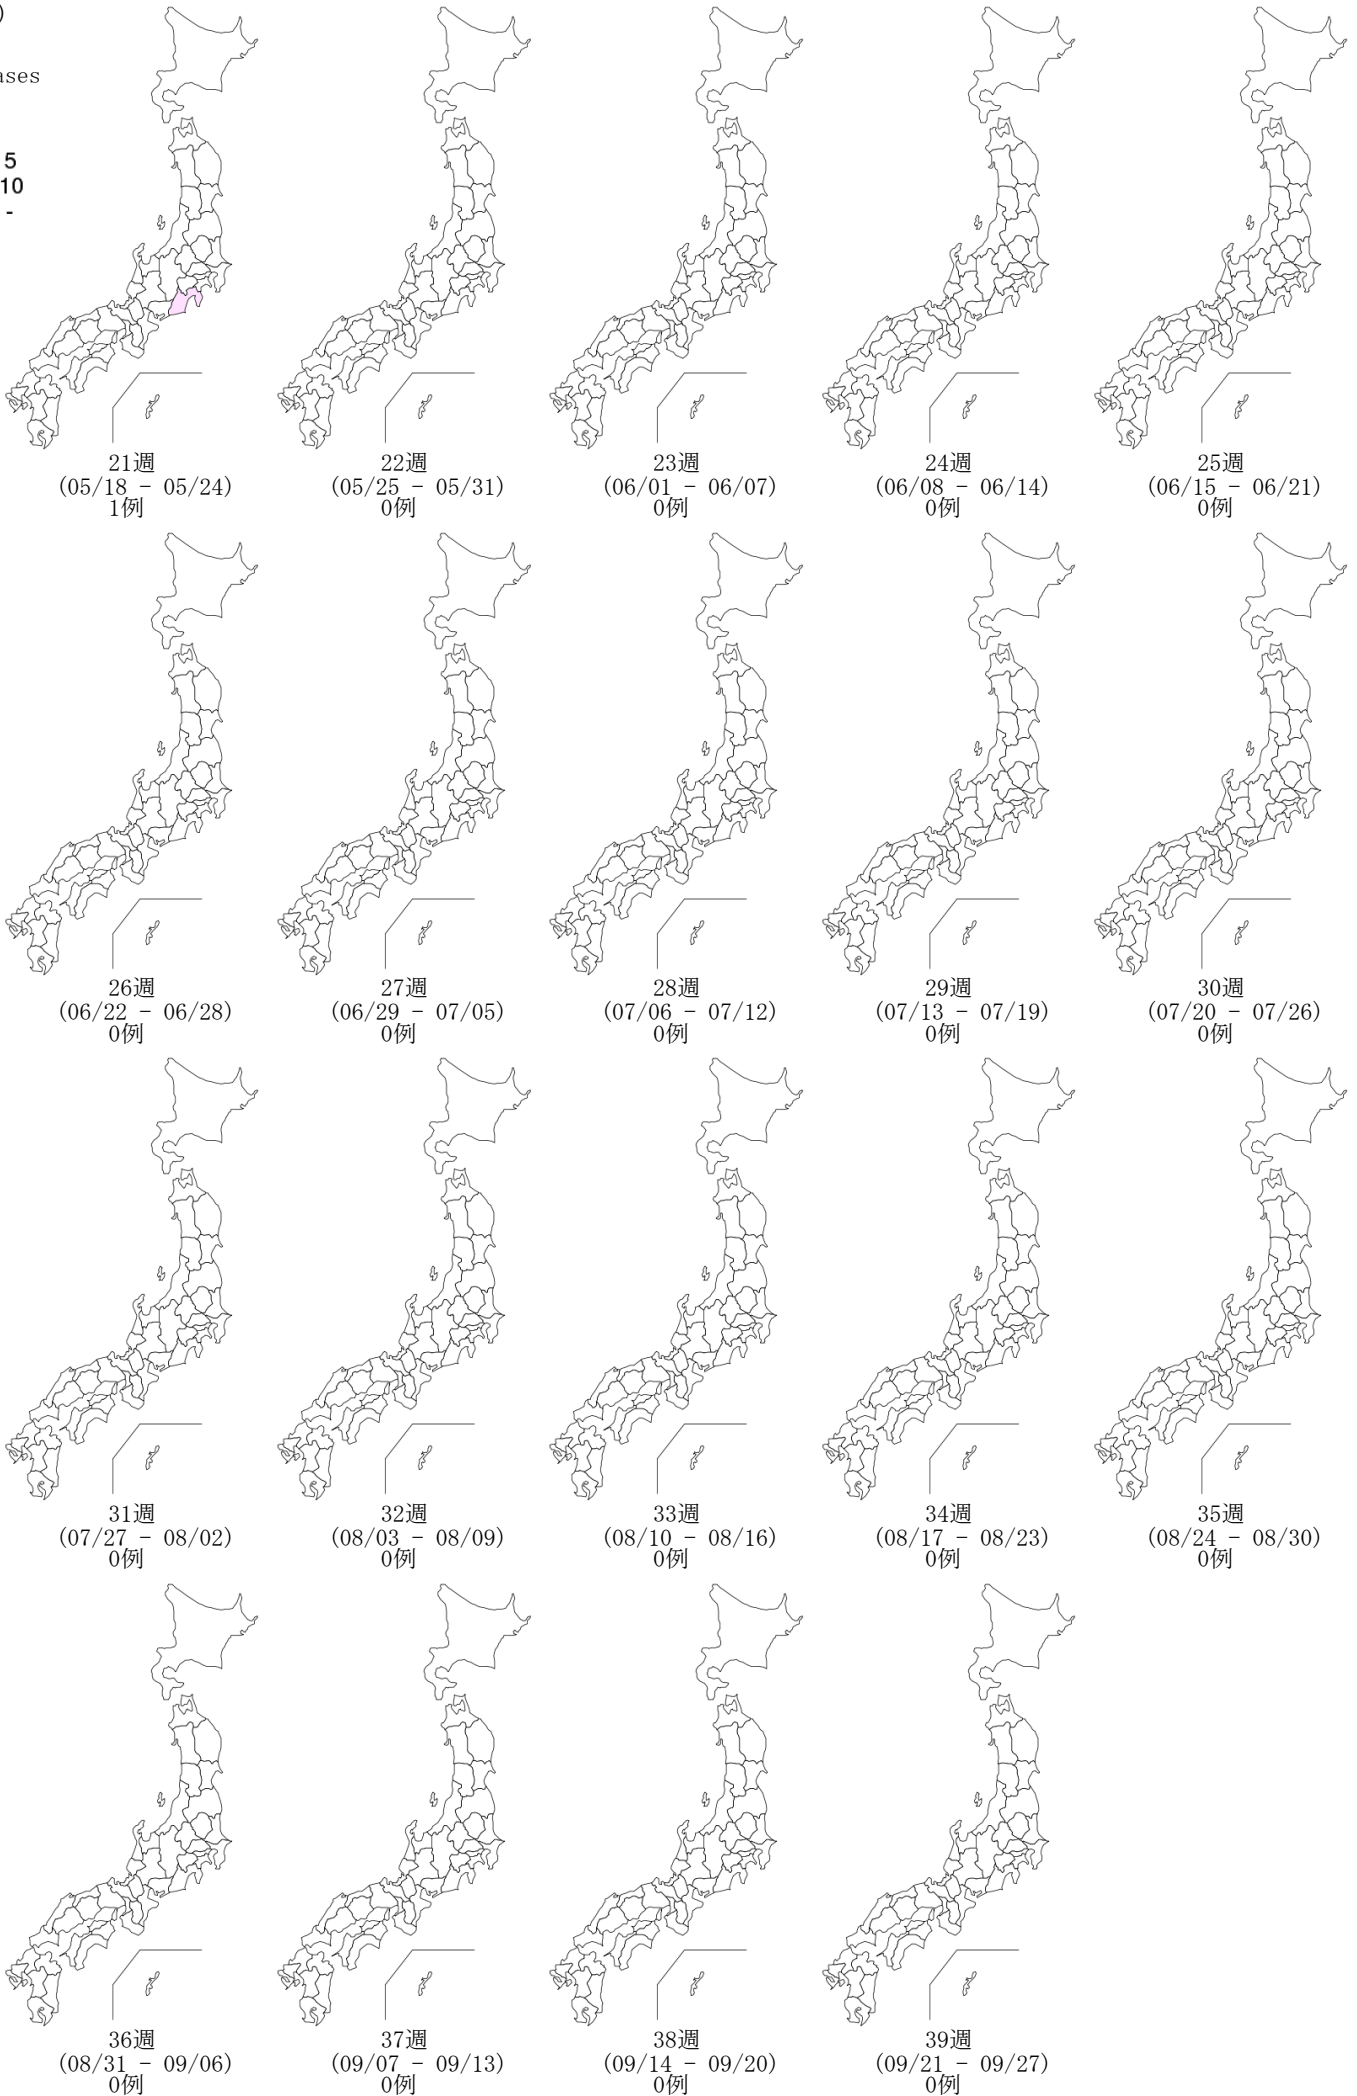 )
ases
5
10
-
21週
(05/18 - 05/24)
1例
22週
(05/25 - 05/31)
0例
23週
(06/01 - 06/07)
0例
24週
(06/08 - 06/14)
0例
25週
(06/15 - 06/21)
0例
26週
(06/22 - 06/28)
0例
27週
(06/29 - 07/05)
0例
28週
(07/06 - 07/12)
0例
29週
(07/13 - 07/19)
0例
30週
(07/20 - 07/26)
0例
31週
(07/27 - 08/02)
0例
32週
(08/03 - 08/09)
0例
33週
(08/10 - 08/16)
0例
34週
(08/17 - 08/23)
0例
35週
(08/24 - 08/30)
0例
36週
(08/31 - 09/06)
0例
37週
(09/07 - 09/13)
0例
38週
(09/14 - 09/20)
0例
39週
(09/21 - 09/27)
0例